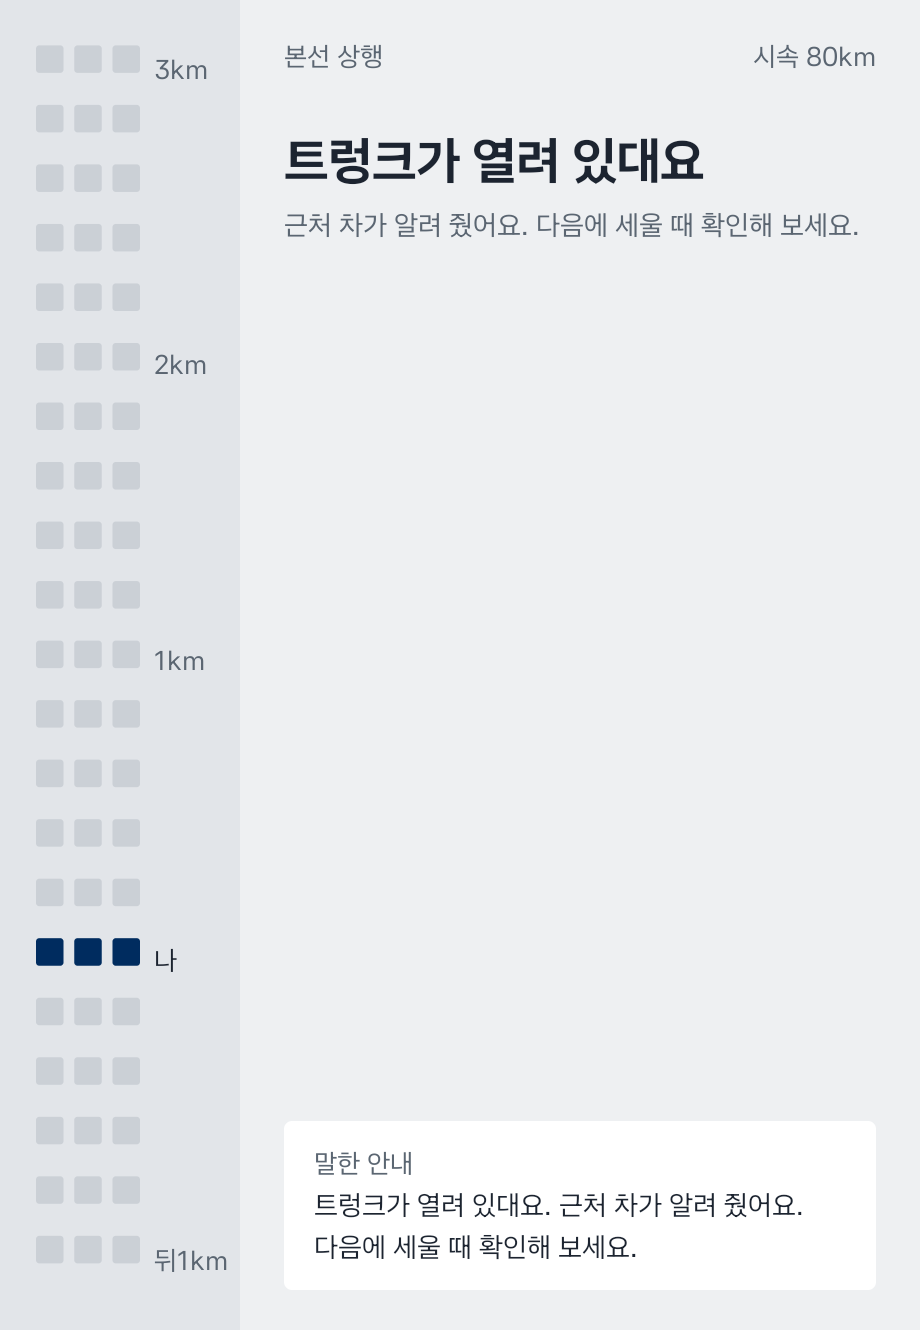 3km
2km
1km
나
뒤1km
본선 상행
시속 80km
트렁크가 열려 있대요
근처 차가 알려 줬어요. 다음에 세울 때 확인해 보세요.
말한 안내
트렁크가 열려 있대요. 근처 차가 알려 줬어요.
다음에 세울 때 확인해 보세요.